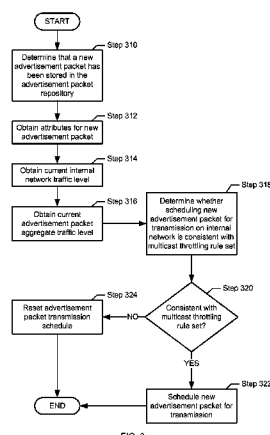 START
Step 310
Determine that a new
advertisement packet has
been stored in the
advertisement packet
repository
Step 312
Obtain attributes for new
advertisement packet
Step 314
Obtain current internal
network traffic level
Step 316
Obtain current
advertisement packet
aggregate traffic level
Step 318
Determine whether
scheduling new
advertisement packet for
transmission on internal
network is consistent with
multicast throttling
rule set
Step 320
Consistent with
multicast throttling
rule set?
NO
Step 324
Reset advertisement
packet transmission
schedule
YES
Step 322
Schedule new
advertisement packet for
transmission
END